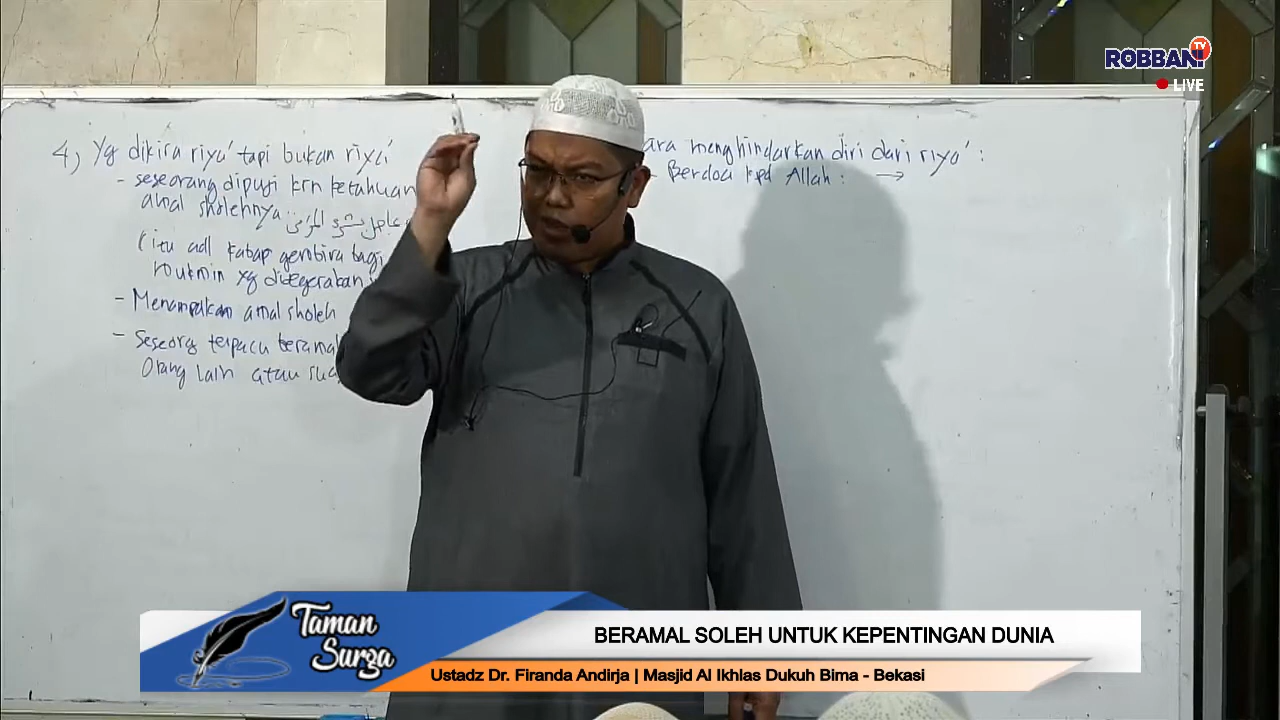 ROBBANI TV
LIVE
4) Yg dikira riya' tapi bukan riya'
- seseorang dipuji krn ketahuan
amal sholehnya
(itu adl kabar gembira bagi
mukmin yg disegerakan
- Menampakan amal sholeh
- Seseorg terpacu beramal
Orang lain atau
ara menghindarkan diri dari riya' :
- Berdoa kpd Allah : →
Taman
Surga
BERAMAL SOLEH UNTUK KEPENTINGAN DUNIA
Ustadz Dr. Firanda Andirja | Masjid Al Ikhlas Dukuh Bima - Bekasi